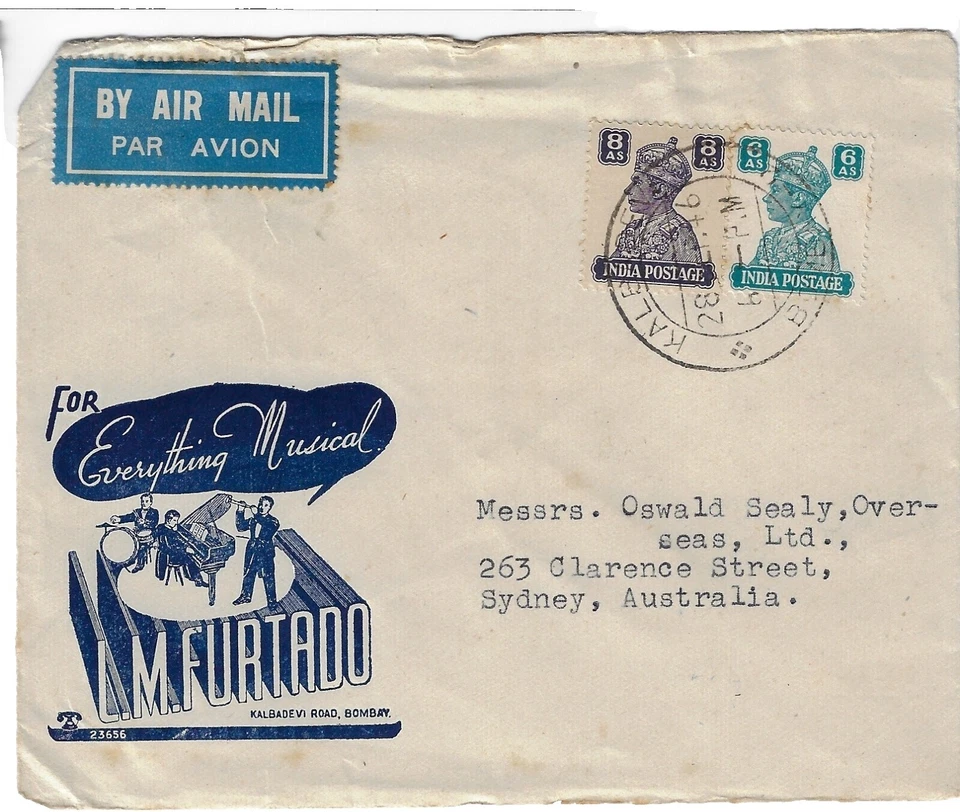 BY AIR MAIL
PAR AVION
8 AS 8 AS
INDIA POSTAGE
6 AS 6 AS
INDIA POSTAGE
FOR
Everything Musical.
L.M.FURTADO
KALBADEVI ROAD, BOMBAY.
23656
Messrs. Oswald Sealy,Over-
seas, Ltd.,
263 Clarence Street,
Sydney, Australia.